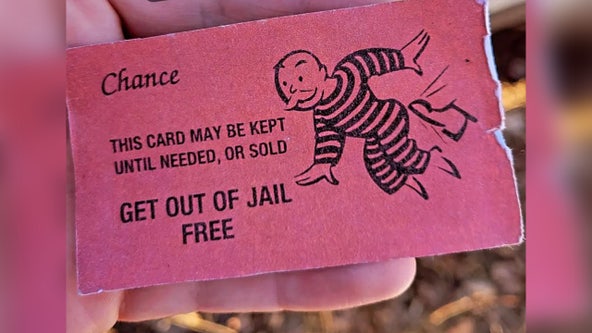 Chance
THIS CARD MAY BE KEPT
UNTIL NEEDED, OR SOLD
GET OUT OF JAIL
FREE